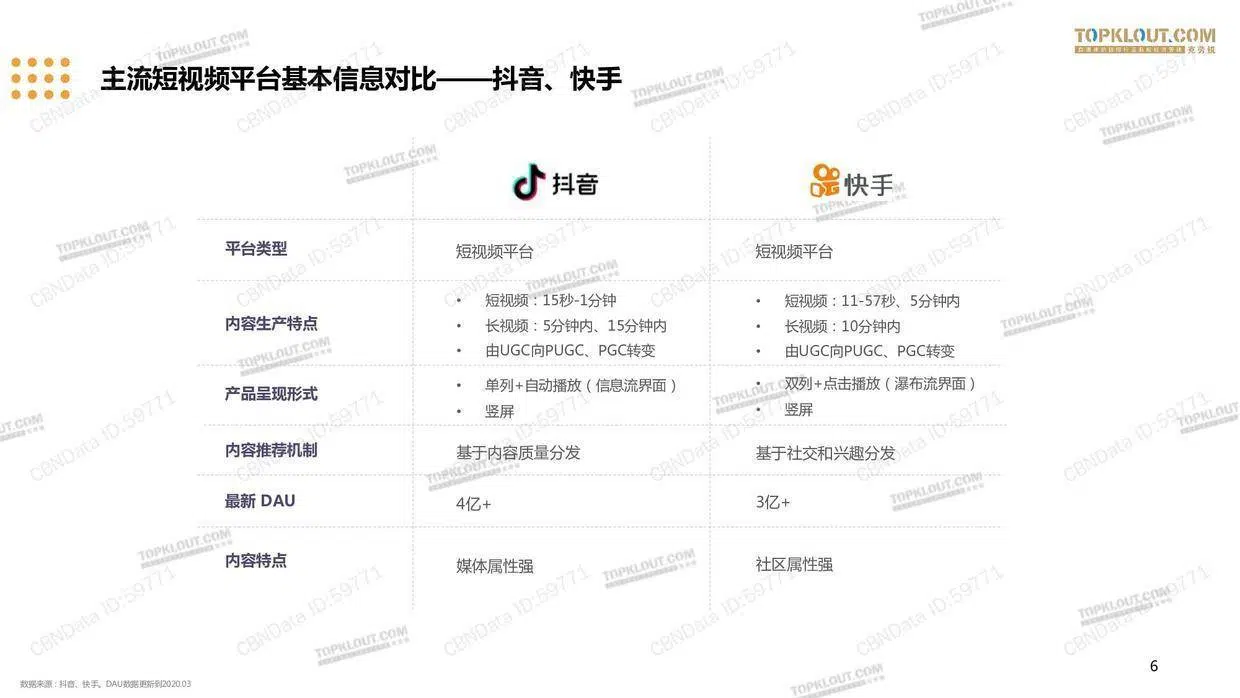 TOPKLOUT.COM
克劳锐
主流短视频平台基本信息对比——抖音、快手
抖音
快手
平台类型
短视频平台
短视频平台
内容生产特点
• 短视频：15秒-1分钟
• 长视频：5分钟内、15分钟内
• 由UGC向PUGC、PGC转变
• 短视频：11-57秒、5分钟内
• 长视频：10分钟内
• 由UGC向PUGC、PGC转变
产品呈现形式
• 单列+自动播放（信息流界面）
• 竖屏
• 双列+点击播放（瀑布流界面）
• 竖屏
内容推荐机制
基于内容质量分发
基于社交和兴趣分发
最新 DAU
4亿+
3亿+
内容特点
媒体属性强
社区属性强
数据来源：抖音、快手。DAU数据更新到2020.03
6
CBNData ID:59771